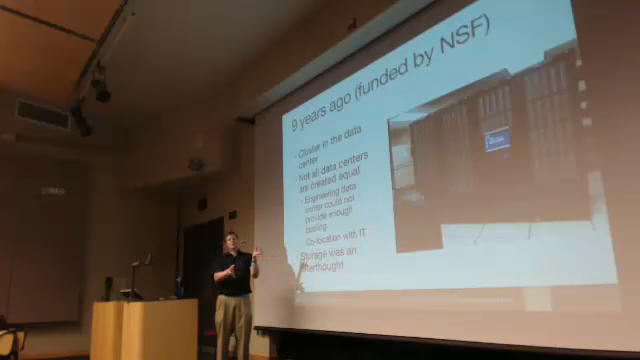 9 years ago (funded by NSF)
Cluster in the data
center
Not all data centers
are created equal
Engineering data
center could not
provide enough
cooling
Co-location with IT
Storage was an
afterthought